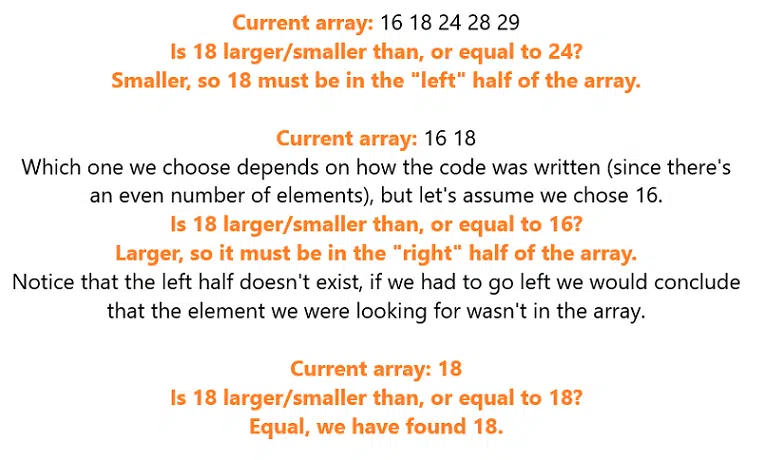 Current array: 16 18 24 28 29
Is 18 larger/smaller than, or equal to 24?
Smaller, so 18 must be in the "left" half of the array.
Current array: 16 18
Which one we choose depends on how the code was written (since there's
an even number of elements), but let's assume we chose 16.
Is 18 larger/smaller than, or equal to 16?
Larger, so it must be in the "right" half of the array.
Notice that the left half doesn't exist, if we had to go left we would conclude
that the element we were looking for wasn't in the array.
Current array: 18
Is 18 larger/smaller than, or equal to 18?
Equal, we have found 18.